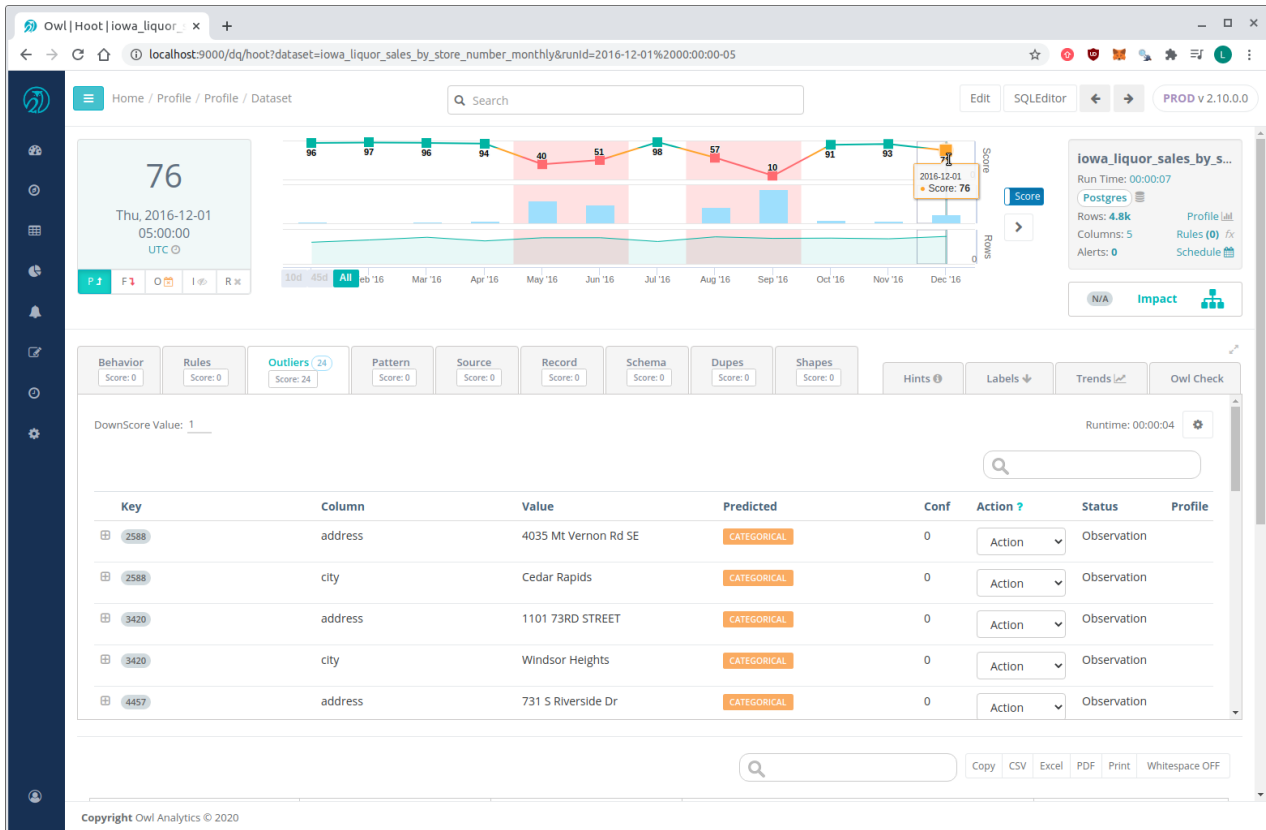 Owl | Hoot | iowa_liquor_s × +
localhost:9000/dq/hoot?dataset=iowa_liquor_sales_by_store_number_monthly&runId=2016-12-01%2000:00:00-05
L
Home / Profile / Profile / Dataset
Search
Edit SQLEditor PROD v 2.10.0.0
76
Thu, 2016-12-01
05:00:00
UTC
P F O I R
96 97 96 94 40 51 98 57 10 91 93
Score
0
2016-12-01
Score: 76
Rows
0
10d 45d All eb '16 Mar '16 Apr '16 May '16 Jun '16 Jul '16 Aug '16 Sep '16 Oct '16 Nov '16 Dec '16
Score
iowa_liquor_sales_by_s...
Run Time: 00:00:07
Postgres
Rows: 4.8k Profile
Columns: 5 Rules (0) fx
Alerts: 0 Schedule
N/A Impact
Behavior Rules Outliers 24 Pattern Source Record Schema Dupes Shapes
Score: 0 Score: 0 Score: 24 Score: 0 Score: 0 Score: 0 Score: 0 Score: 0 Score: 0
Hints Labels Trends Owl Check
DownScore Value: 1 Runtime: 00:00:04
Key Column Value Predicted Conf Action ? Status Profile
2588 address 4035 Mt Vernon Rd SE CATEGORICAL 0 Action Observation
2588 city Cedar Rapids CATEGORICAL 0 Action Observation
3420 address 1101 73RD STREET CATEGORICAL 0 Action Observation
3420 city Windsor Heights CATEGORICAL 0 Action Observation
4457 address 731 S Riverside Dr CATEGORICAL 0 Action Observation
Copy CSV Excel PDF Print Whitespace OFF
Copyright Owl Analytics © 2020